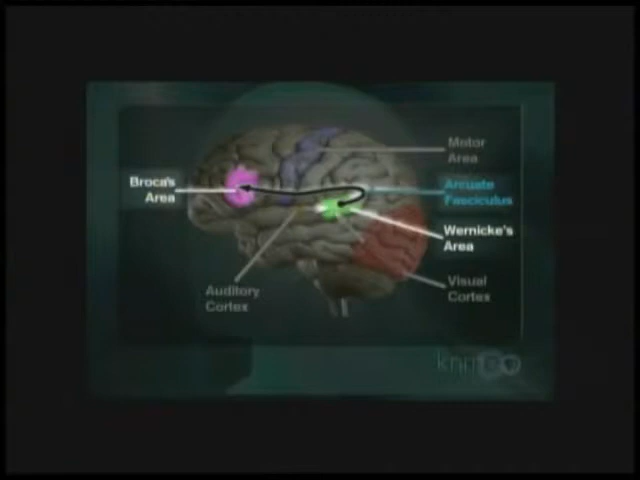 Motor
Area
Broca's
Area
Arcuate
Fasciculus
Wernicke's
Area
Auditory
Cortex
Visual
Cortex